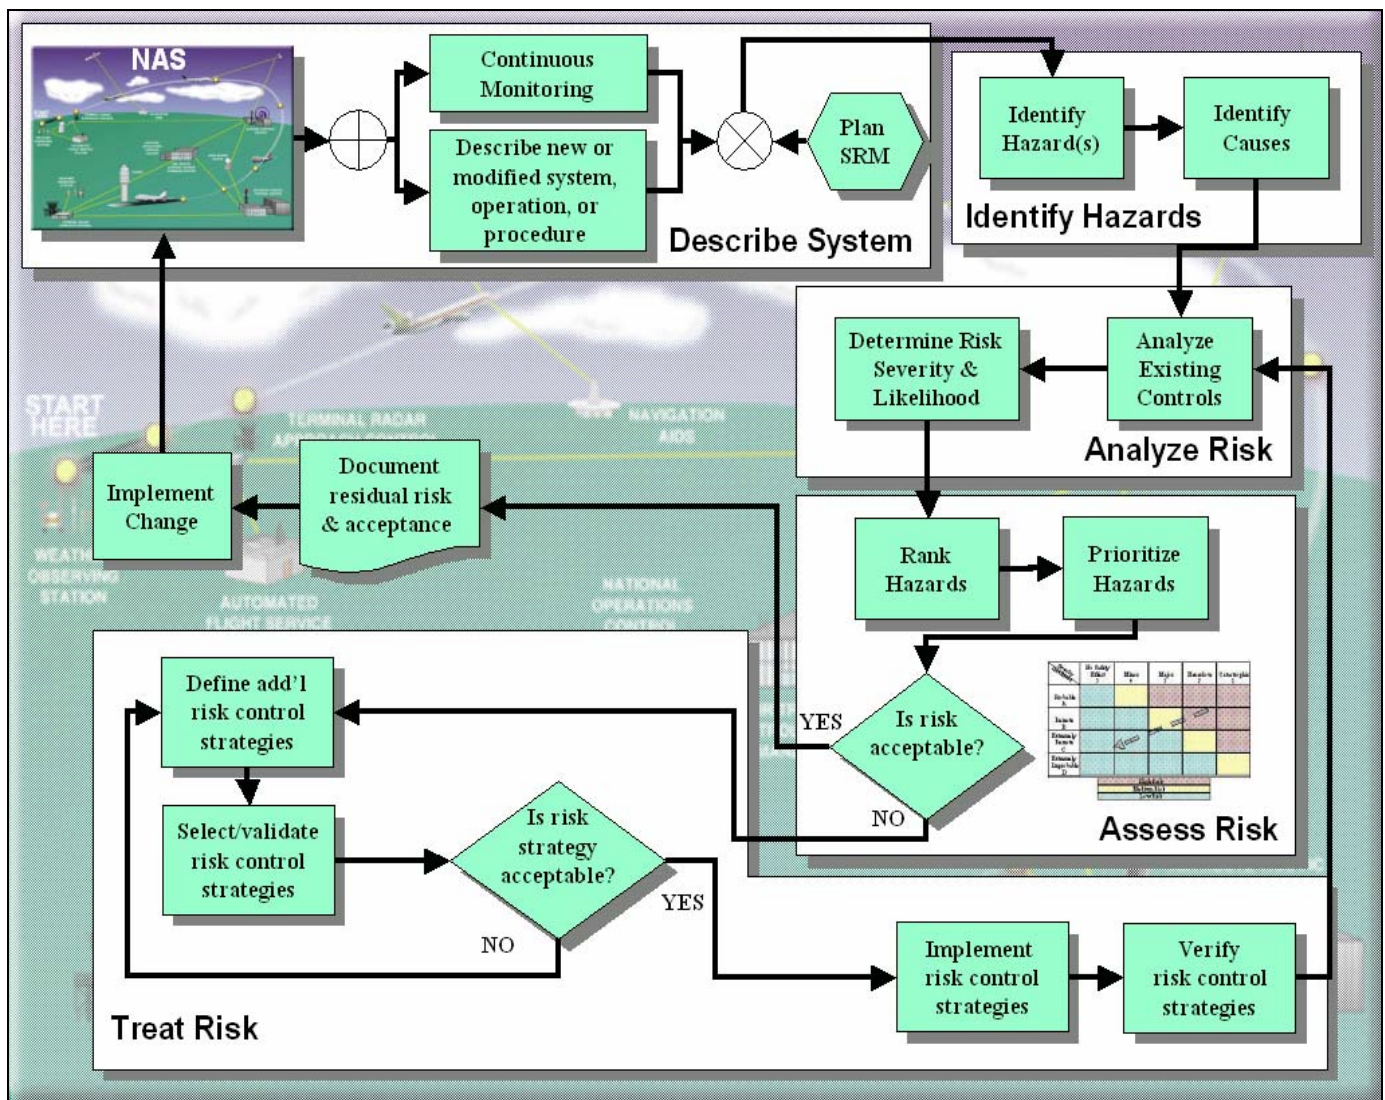 NAS
Continuous
Monitoring
Describe new or
modified system,
operation, or
procedure
Plan
SRM
Describe System
Identify
Hazard(s)
Identify
Causes
Identify Hazards
Determine Risk
Severity &
Likelihood
Analyze
Existing
Controls
Analyze Risk
START
HERE
TERMINAL RADAR
APPROACH CONTROL
NAVIGATION
AIDS
Implement
Change
Document
residual risk
& acceptance
Rank
Hazards
Prioritize
Hazards
OBSERVING
STATION
AUTOMATED
FLIGHT SERVICE
NATIONAL
OPERATIONS
CONTROL
Is risk
acceptable?
YES
NO
Minor
Major
Assess Risk
Define add'l
risk control
strategies
Select/validate
risk control
strategies
Is risk
strategy
acceptable?
YES
NO
Implement
risk control
strategies
Verify
risk control
strategies
Treat Risk